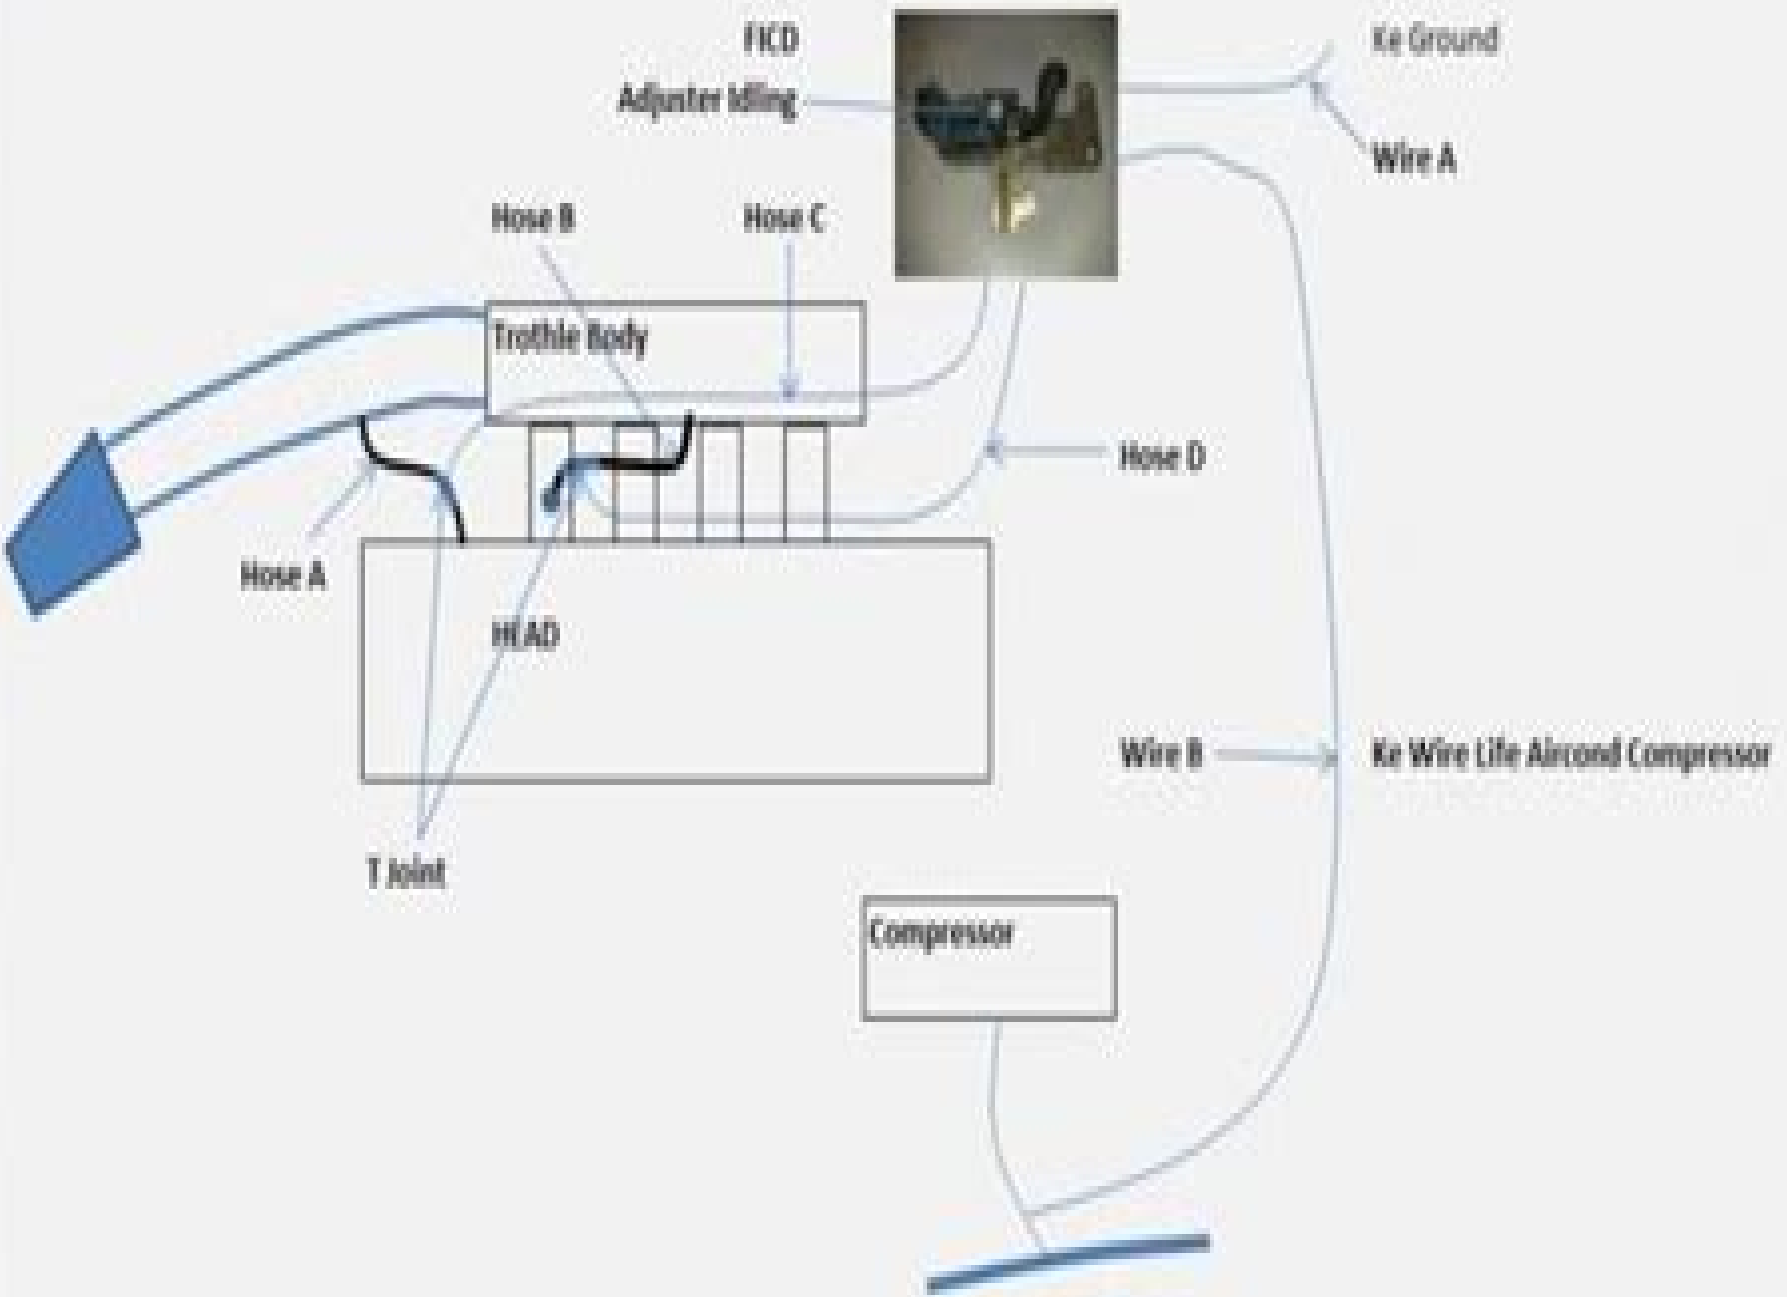 FICD
Adjuster Idling
Ke Ground
Wire A
Hose B
Hose C
Trothle Body
Hose D
Hose A
HEAD
Wire B
Ke Wire Life Aircond Compressor
T Joint
Compressor